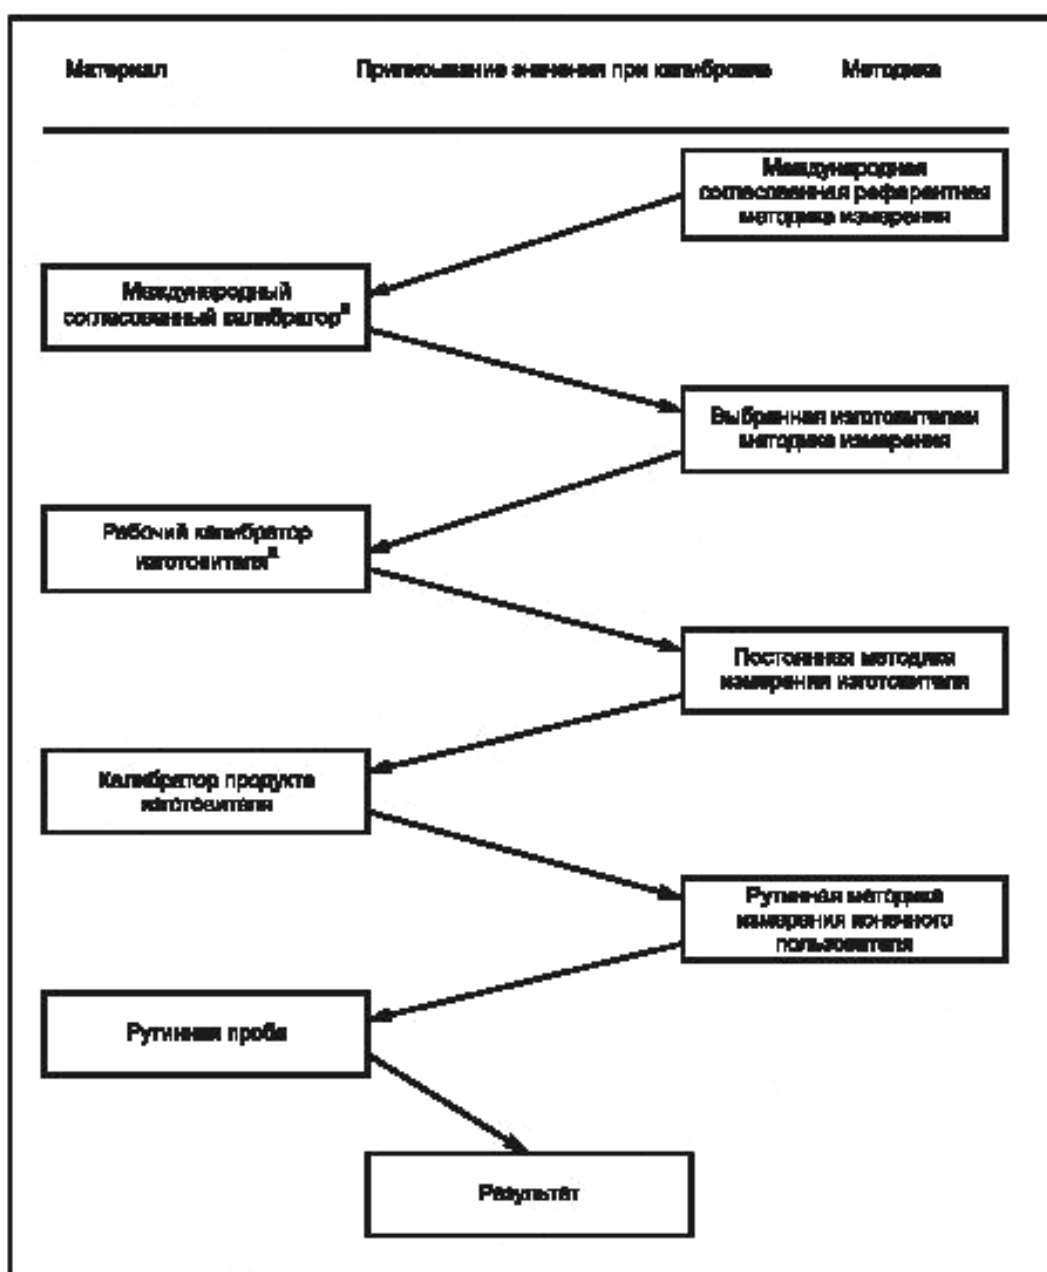 Материал Приписывание значения при калибровке Методика
Международная
согласованная референтная
методика измерения
Международный
согласованный калибратор^a
Выбранная изготовителем
методика измерения
Рабочий калибратор
изготовителя^a
Постоянная методика
измерения изготовителя
Калибратор продукта
изготовителя
Рутинная методика
измерения конечного
пользователя
Рутинная проба
Результат